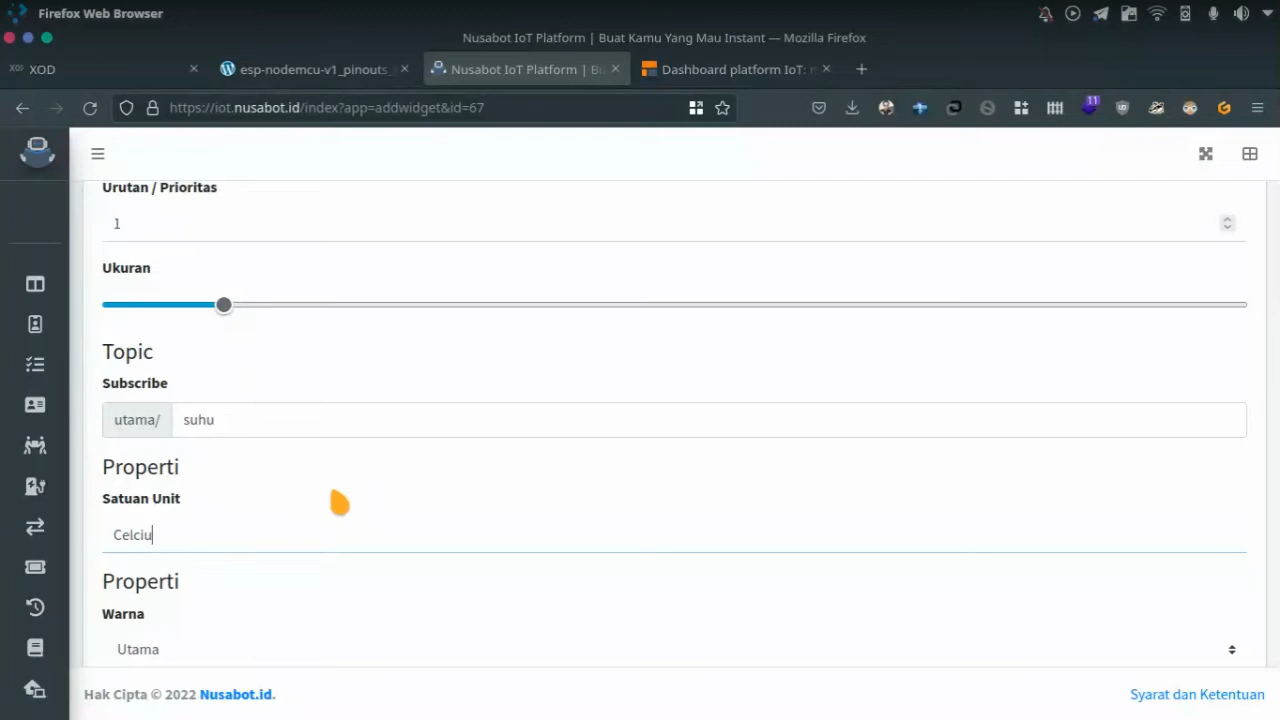 Firefox Web Browser
Nusabot IoT Platform | Buat Kamu Yang Mau Instant — Mozilla Firefox
XOD XOD
esp-nodemcu-v1_pinouts_
Nusabot IoT Platform | Bu
Dashboard platform IoT: m
https://iot.nusabot.id/index?app=addwidget&id=67
11
Urutan / Prioritas
1
Ukuran
Topic
Subscribe
utama/ suhu
Properti
Satuan Unit
Celciu
Properti
Warna
Utama
Hak Cipta © 2022 Nusabot.id.
Syarat dan Ketentuan